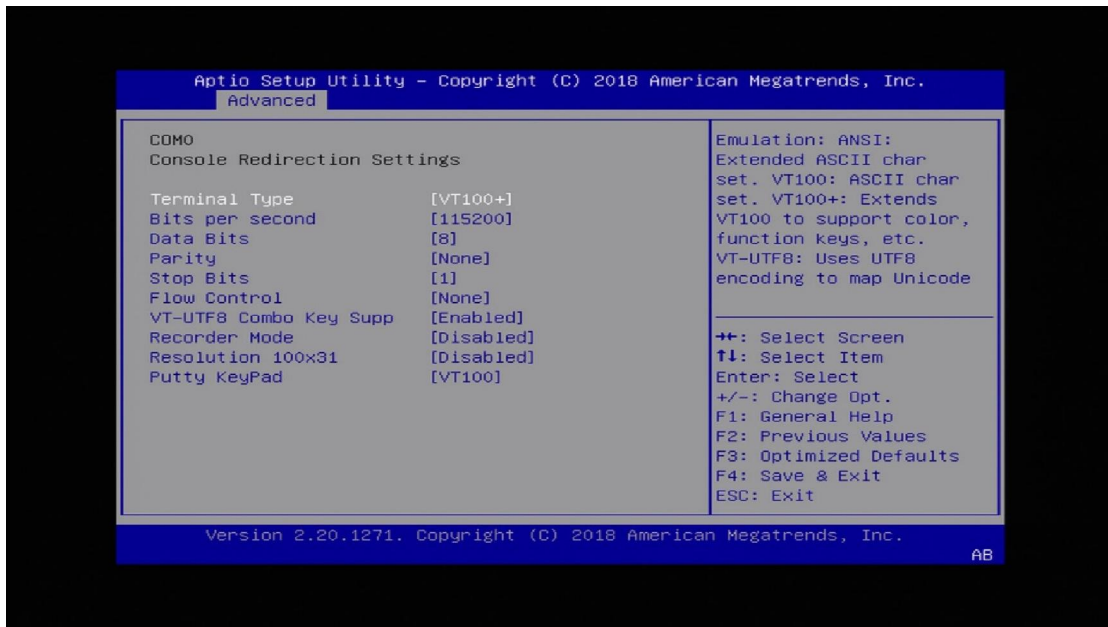 Aptio Setup Utility – Copyright (C) 2018 American Megatrends, Inc.
Advanced
COM0
Console Redirection Settings
Terminal Type [VT100+]
Bits per second [115200]
Data Bits [8]
Parity [None]
Stop Bits [1]
Flow Control [None]
VT-UTF8 Combo Key Supp [Enabled]
Recorder Mode [Disabled]
Resolution 100x31 [Disabled]
Putty KeyPad [VT100]
Emulation: ANSI:
Extended ASCII char
set. VT100: ASCII char
set. VT100+: Extends
VT100 to support color,
function keys, etc.
VT-UTF8: Uses UTF8
encoding to map Unicode
→←: Select Screen
↑↓: Select Item
Enter: Select
+/-: Change Opt.
F1: General Help
F2: Previous Values
F3: Optimized Defaults
F4: Save & Exit
ESC: Exit
Version 2.20.1271. Copyright (C) 2018 American Megatrends, Inc.
AB